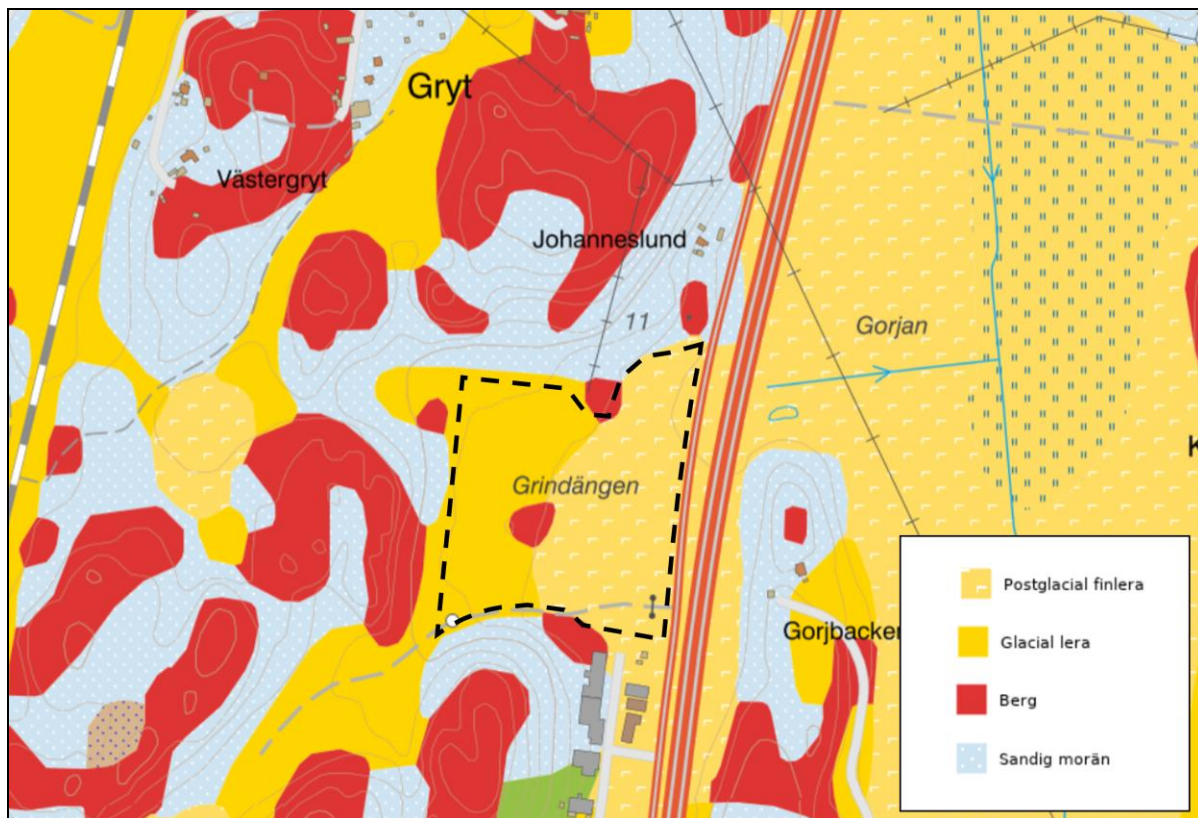 Gryt
Västergryt
Johanneslund
11
Gorjan
Grindängen
Gorjbacken
Postglacial finlera
Glacial lera
Berg
Sandig morän
K